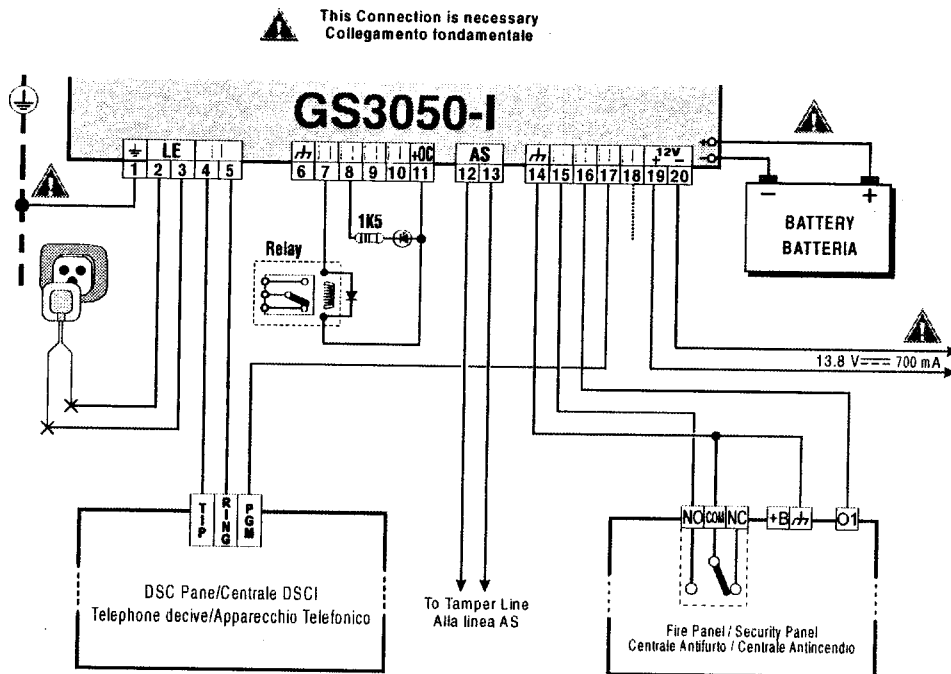 This Connection is necessary
Collegamento fondamentale
GS3050-I
LE
+OC
AS
12V
+ −
1 2 3 4 5
6 7 8 9 10 11
12 13
14 15 16 17 18 19 20
+
−
− +
BATTERY
BATTERIA
1K5
Relay
13.8 V 700 mA
TIP
RING
PGM
NO COM NC
+B
O1
DSC Pane/Centrale DSCI
Telephone decive/Apparecchio Telefonico
To Tamper Line
Alla linea AS
Fire Panel / Security Panel
Centrale Antifurto / Centrale Antincendio